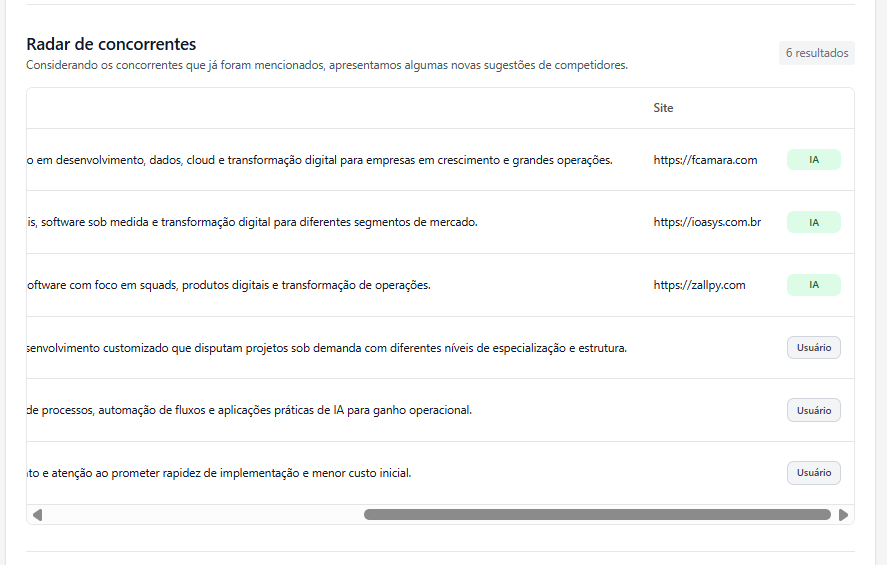 Radar de concorrentes
6 resultados
Considerando os concorrentes que já foram mencionados, apresentamos algumas novas sugestões de competidores.
Site
o em desenvolvimento, dados, cloud e transformação digital para empresas em crescimento e grandes operações. https://fcamara.com IA
is, software sob medida e transformação digital para diferentes segmentos de mercado. https://ioasys.com.br IA
oftware com foco em squads, produtos digitais e transformação de operações. https://zallpy.com IA
senvolvimento customizado que disputam projetos sob demanda com diferentes níveis de especialização e estrutura. Usuário
de processos, automação de fluxos e aplicações práticas de IA para ganho operacional. Usuário
to e atenção ao prometer rapidez de implementação e menor custo inicial. Usuário